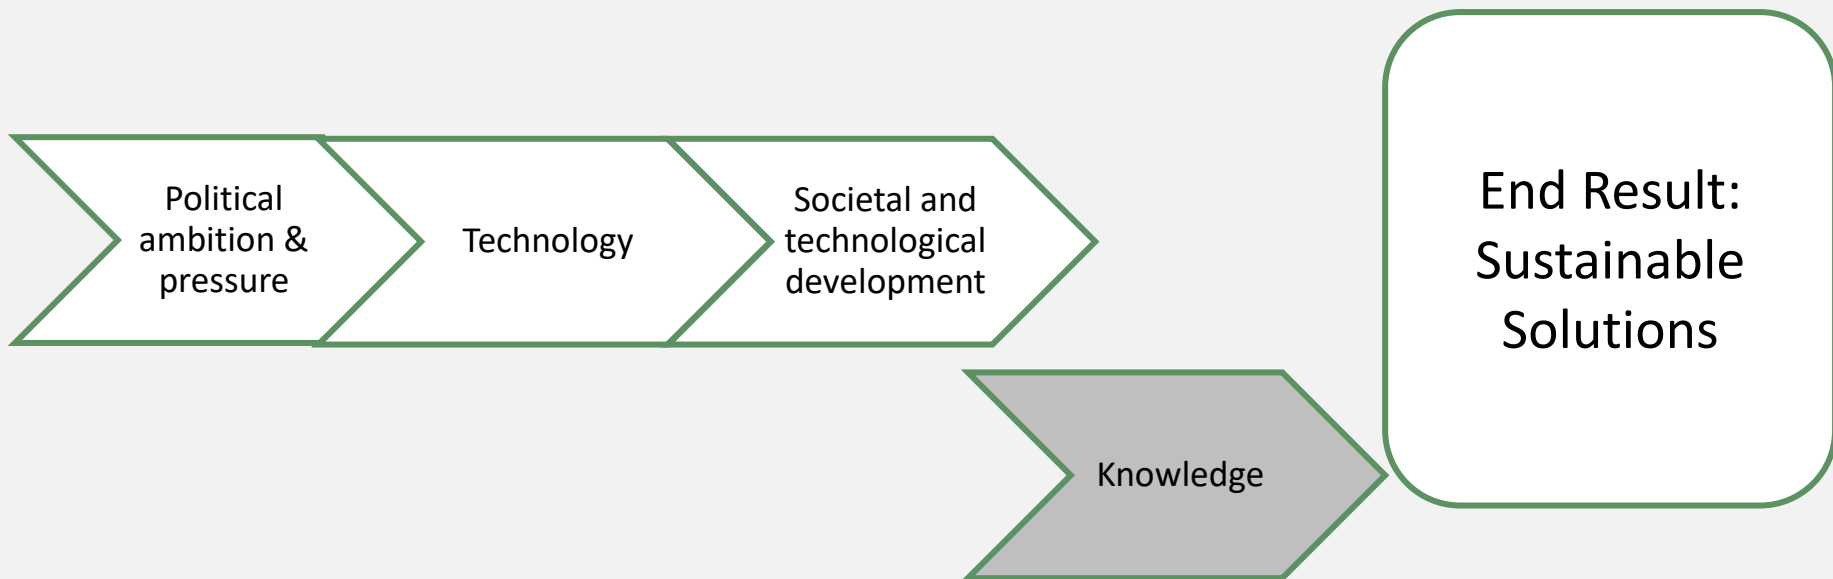 Political
ambition &
pressure
Technology
Societal and
technological
development
Knowledge
End Result:
Sustainable
Solutions